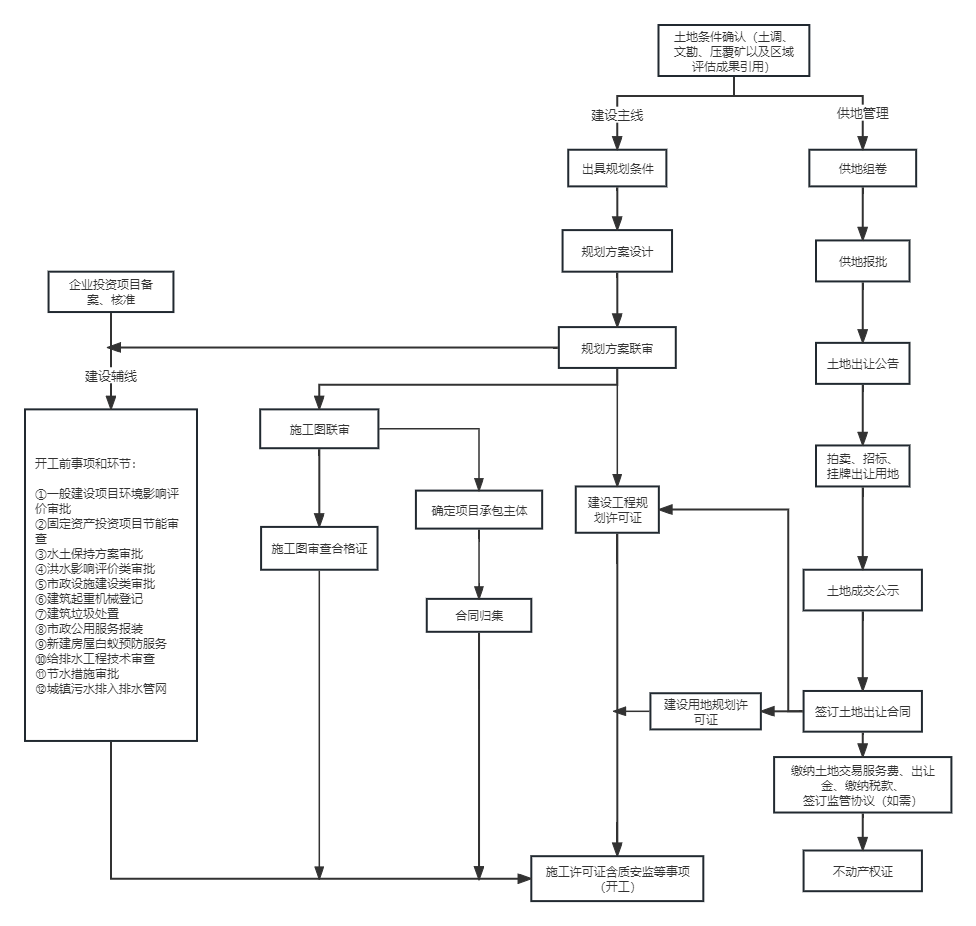 土地条件确认（土调、
文勘、压覆矿以及区域
评估成果引用）
建设主线
供地管理
出具规划条件
供地组卷
规划方案设计
供地报批
企业投资项目备
案、核准
规划方案联审
土地出让公告
建设辅线
施工图联审
拍卖、招标、
挂牌出让用地
开工前事项和环节：
①一般建设项目环境影响评
价审批
②固定资产投资项目节能审
查
③水土保持方案审批
④洪水影响评价类审批
⑤市政设施建设类审批
⑥建筑起重机械登记
⑦建筑垃圾处置
⑧市政公用服务报装
⑨新建房屋白蚁预防服务
⑩给排水工程技术审查
⑪节水措施审批
⑫城镇污水排入排水管网
确定项目承包主体
建设工程规
划许可证
施工图审查合格证
土地成交公示
合同归集
建设用地规划许
可证
签订土地出让合同
缴纳土地交易服务费、出让
金、缴纳税款、
签订监管协议（如需）
施工许可证含质安监等事项
（开工）
不动产权证